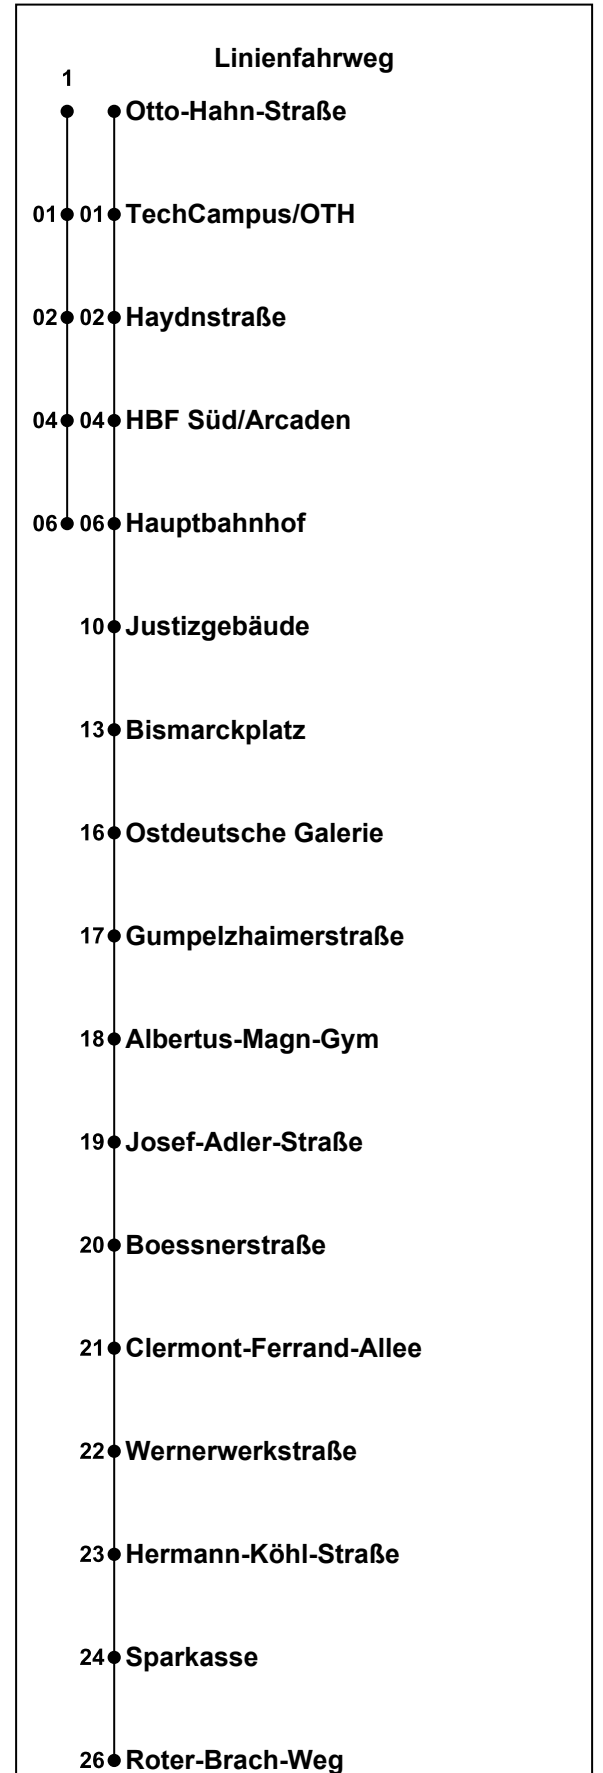 Linienfahrweg
1
Otto-Hahn-Straße
01 01 TechCampus/OTH
02 02 Haydnstraße
04 04 HBF Süd/Arcaden
06 06 Hauptbahnhof
10 Justizgebäude
13 Bismarckplatz
16 Ostdeutsche Galerie
17 Gumpelzhaimerstraße
18 Albertus-Magn-Gym
19 Josef-Adler-Straße
20 Boessnerstraße
21 Clermont-Ferrand-Allee
22 Wernerwerkstraße
23 Hermann-Köhl-Straße
24 Sparkasse
26 Roter-Brach-Weg